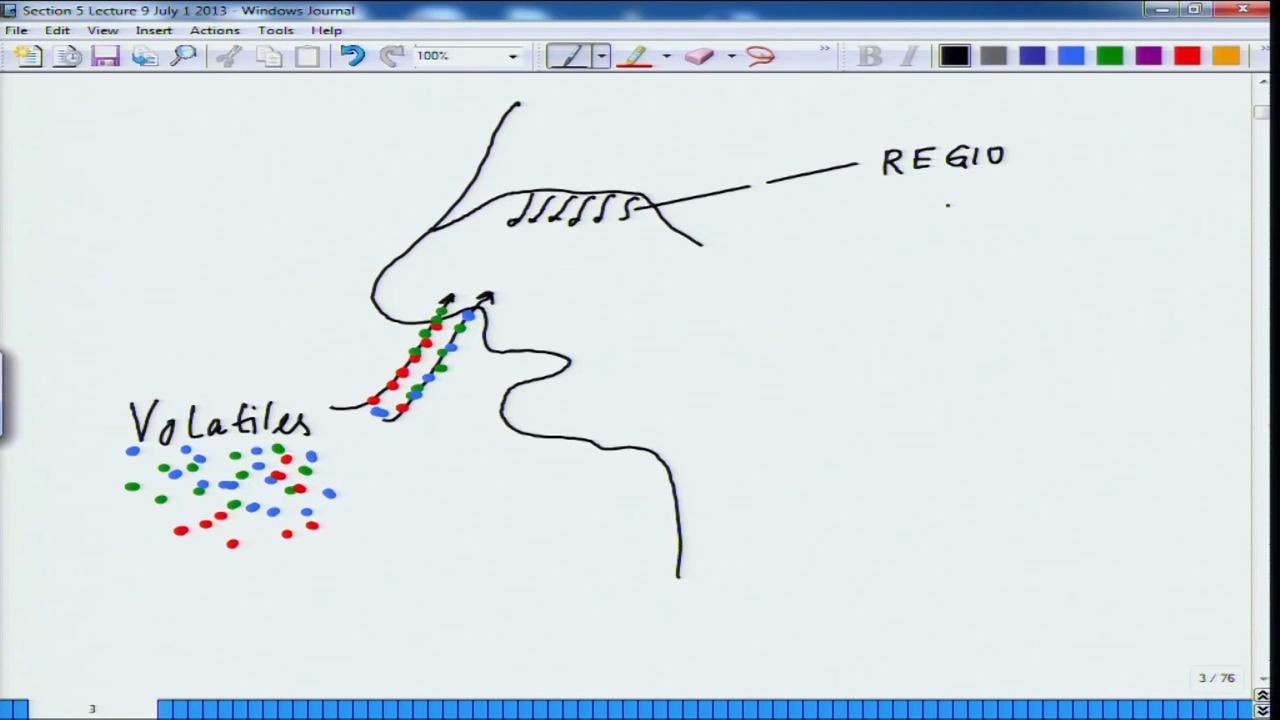 Section 5 Lecture 9 July 1 2013 - Windows Journal
File Edit View Insert Actions Tools Help
100% B I
REGIO
Volatiles
3 / 76
3